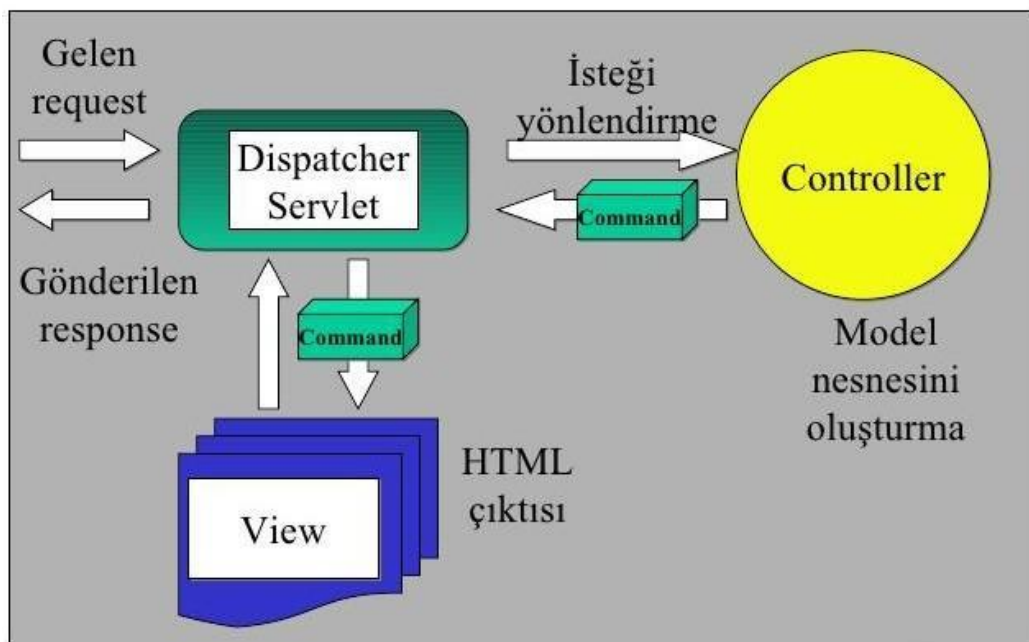 Gelen
request
Dispatcher
Servlet
İsteği
yönlendirme
Controller
Command
Gönderilen
response
Command
Model
nesnesini
oluşturma
HTML
çıktısı
View